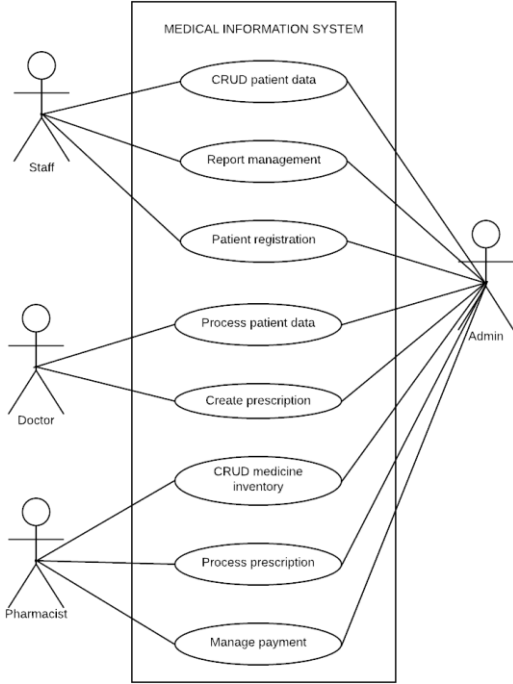 MEDICAL INFORMATION SYSTEM
CRUD patient data
Staff
Report management
Patient registration
Admin
Process patient data
Doctor
Create prescription
CRUD medicine
inventory
Pharmacist
Process prescription
Manage payment